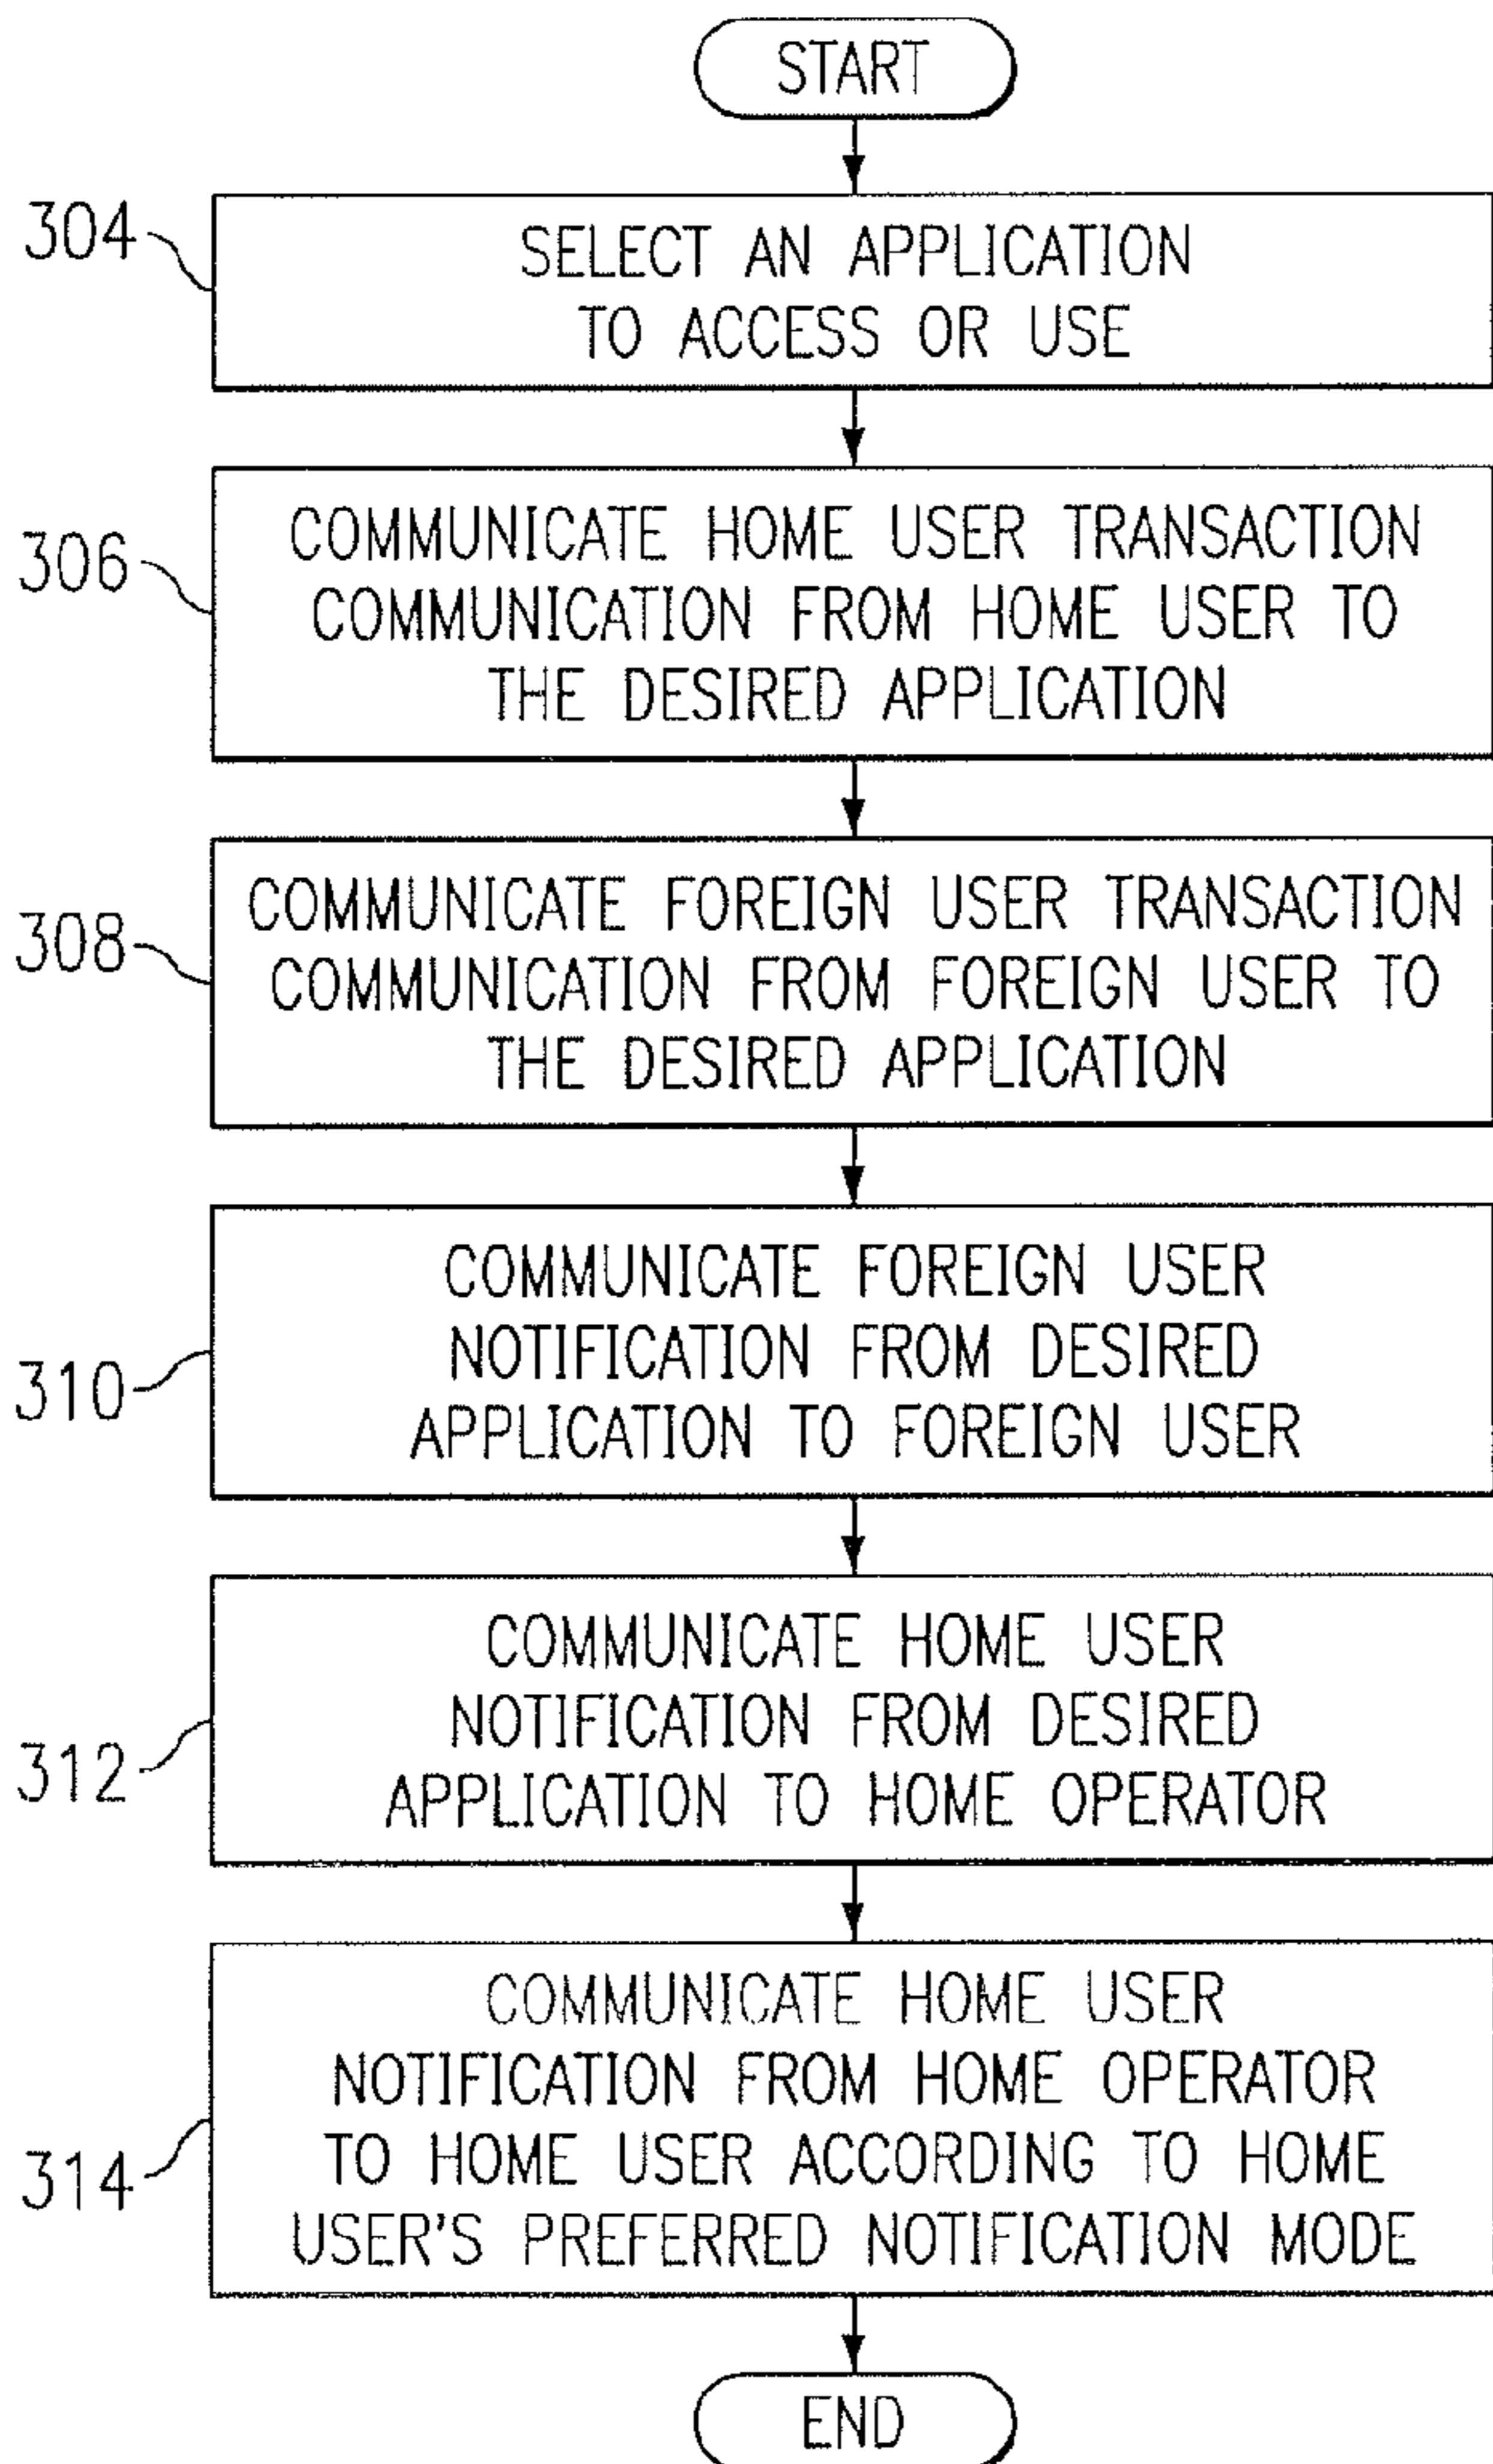 START
304
SELECT AN APPLICATION
TO ACCESS OR USE
306
COMMUNICATE HOME USER TRANSACTION
COMMUNICATION FROM HOME USER TO
THE DESIRED APPLICATION
308
COMMUNICATE FOREIGN USER TRANSACTION
COMMUNICATION FROM FOREIGN USER TO
THE DESIRED APPLICATION
310
COMMUNICATE FOREIGN USER
NOTIFICATION FROM DESIRED
APPLICATION TO FOREIGN USER
312
COMMUNICATE HOME USER
NOTIFICATION FROM DESIRED
APPLICATION TO HOME OPERATOR
314
COMMUNICATE HOME USER
NOTIFICATION FROM HOME OPERATOR
TO HOME USER ACCORDING TO HOME
USER'S PREFERRED NOTIFICATION MODE
END